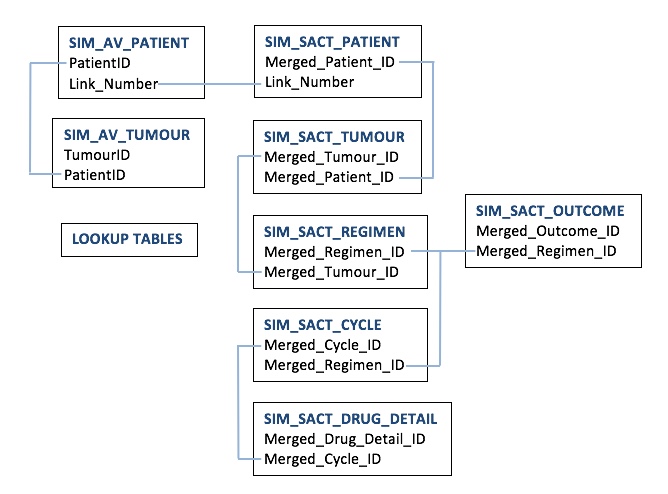 SIM_AV_PATIENT
PatientID
Link_Number
SIM_AV_TUMOUR
TumourID
PatientID
LOOKUP TABLES
SIM_SACT_PATIENT
Merged_Patient_ID
Link_Number
SIM_SACT_TUMOUR
Merged_Tumour_ID
Merged_Patient_ID
SIM_SACT_REGIMEN
Merged_Regimen_ID
Merged_Tumour_ID
SIM_SACT_CYCLE
Merged_Cycle_ID
Merged_Regimen_ID
SIM_SACT_DRUG_DETAIL
Merged_Drug_Detail_ID
Merged_Cycle_ID
SIM_SACT_OUTCOME
Merged_Outcome_ID
Merged_Regimen_ID